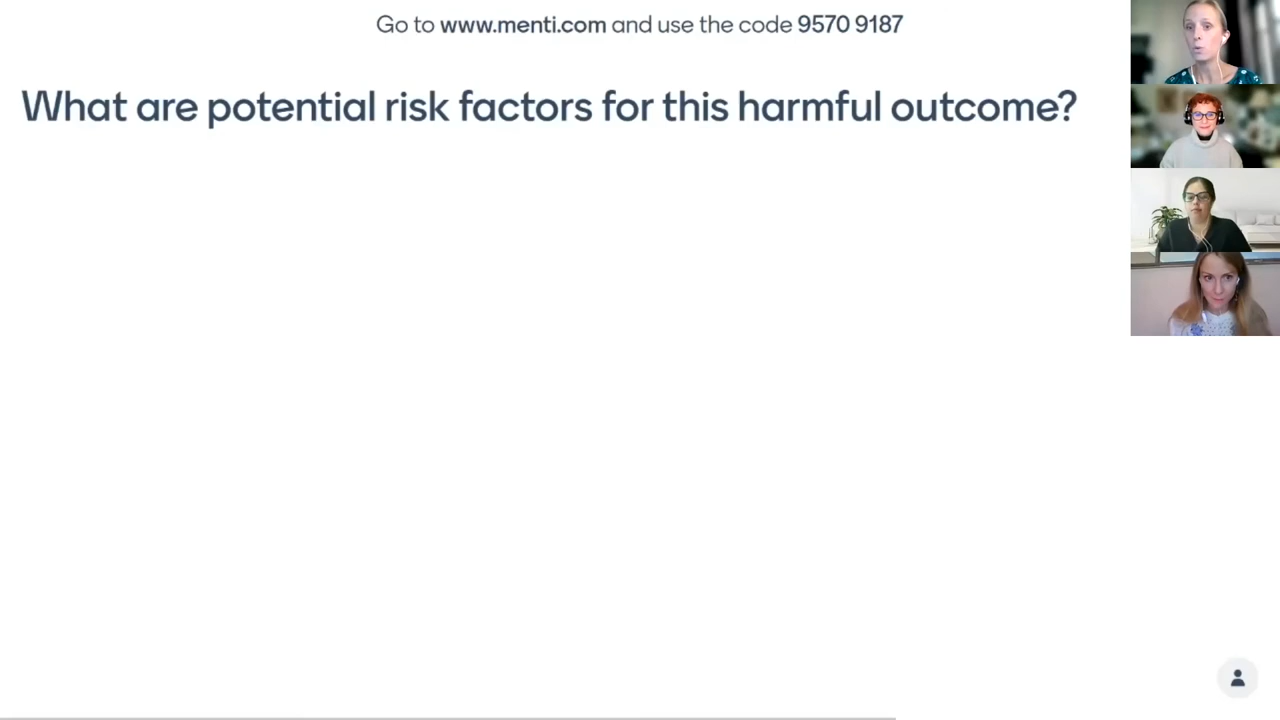 Go to www.menti.com and use the code 9570 9187
What are potential risk factors for this harmful outcome?